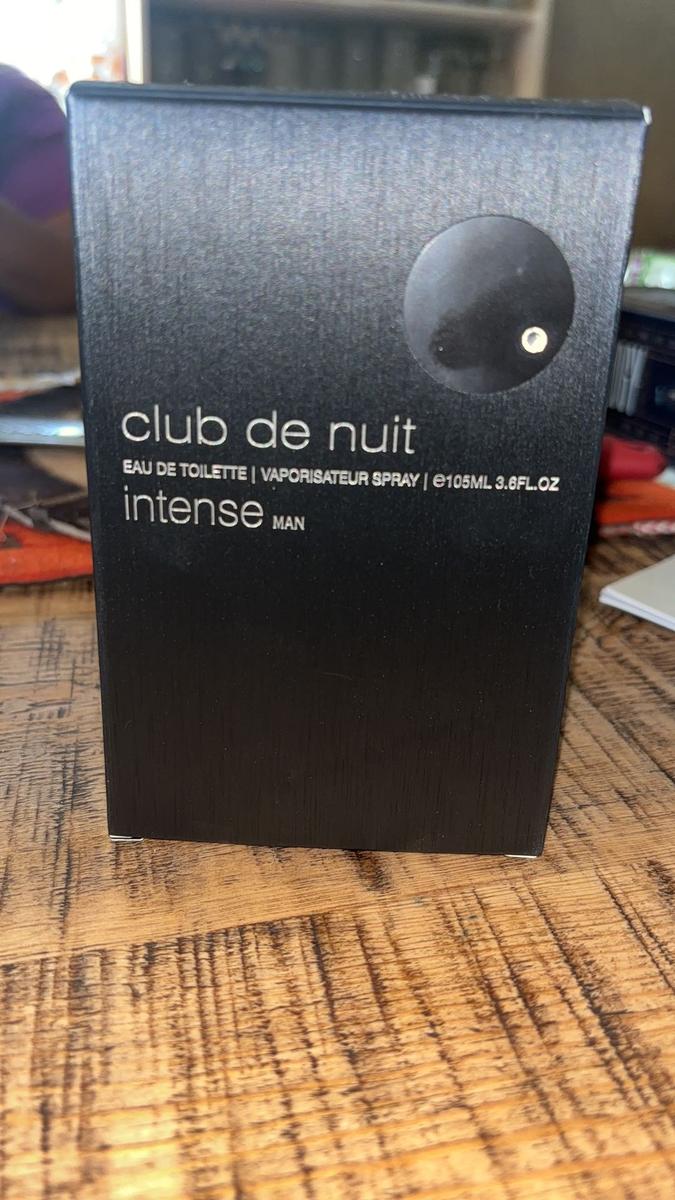 club de nuit
EAU DE TOILETTE | VAPORISATEUR SPRAY | ℮105ML 3.6FL.OZ
intense MAN